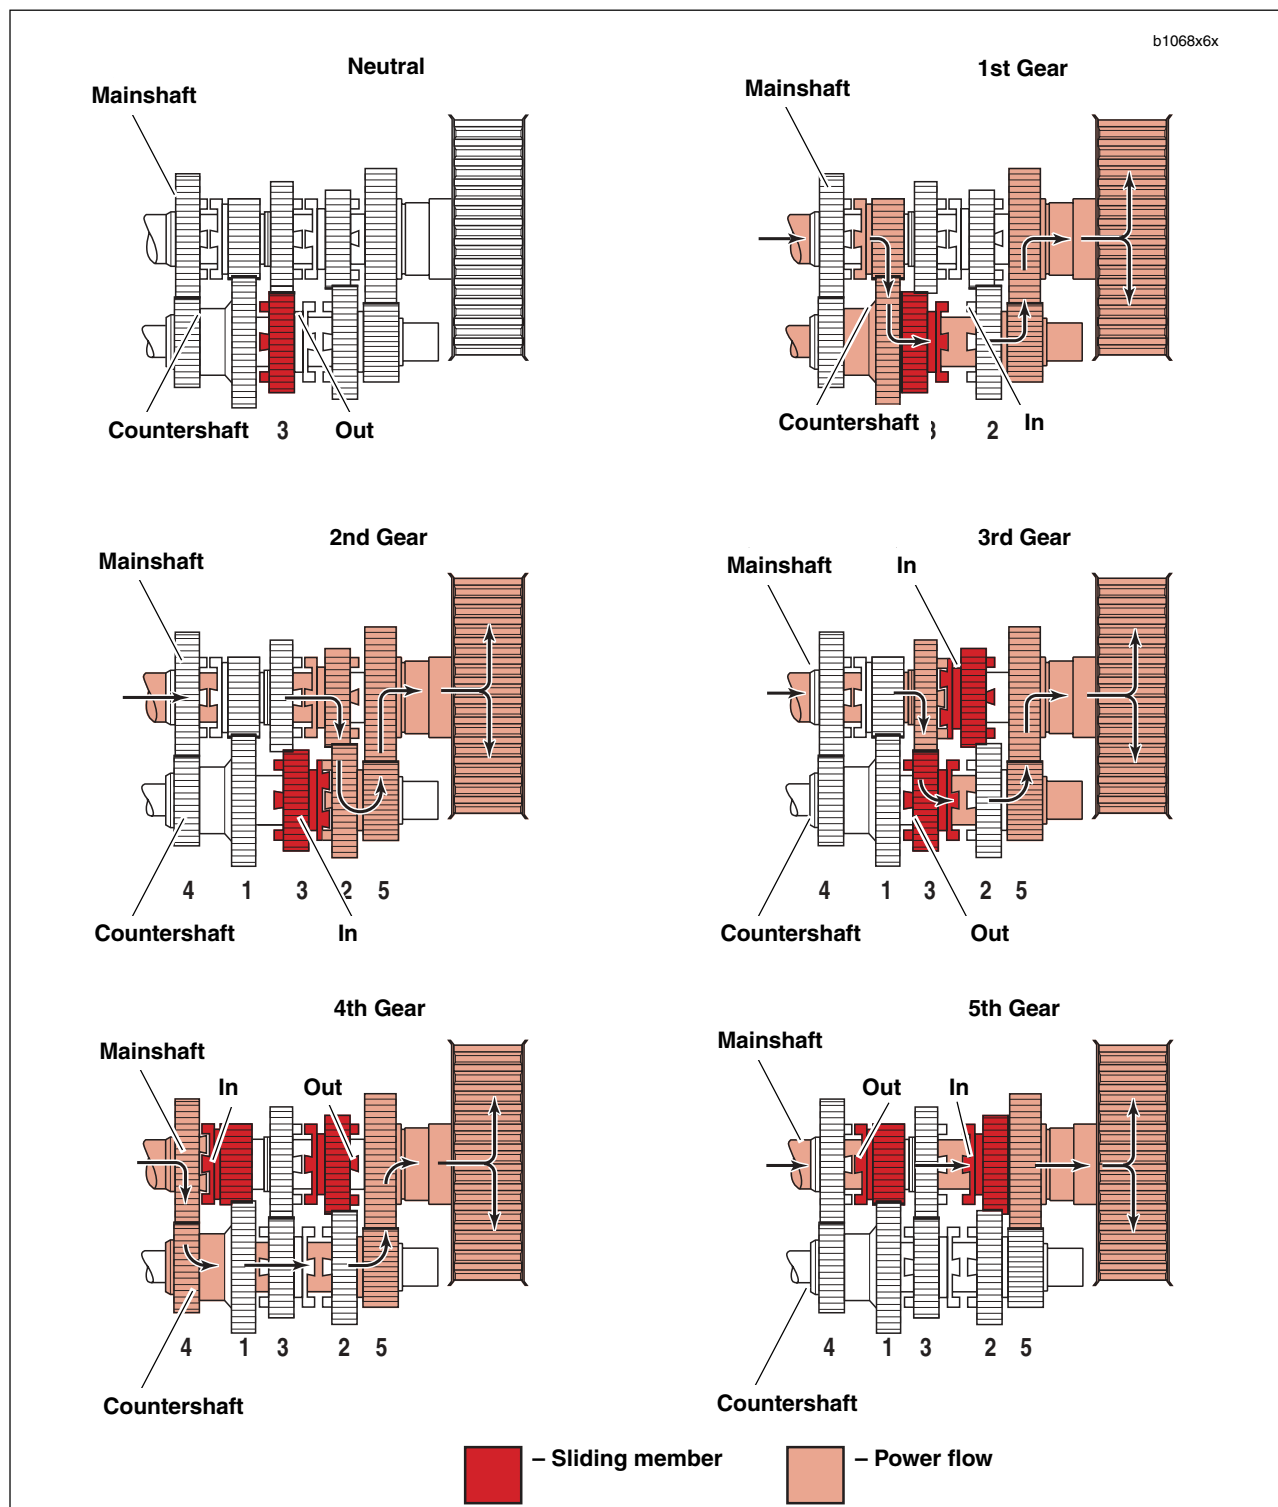 b1068x6x
Neutral
Mainshaft
Countershaft 3 Out
1st Gear
Mainshaft
Countershaft 2 In
2nd Gear
Mainshaft
4 1 3 2 5
Countershaft In
3rd Gear
Mainshaft In
4 1 3 2 5
Countershaft Out
4th Gear
Mainshaft
In Out
4 1 3 2 5
Countershaft
5th Gear
Mainshaft
Out In
4 1 3 2 5
Countershaft
– Sliding member
– Power flow